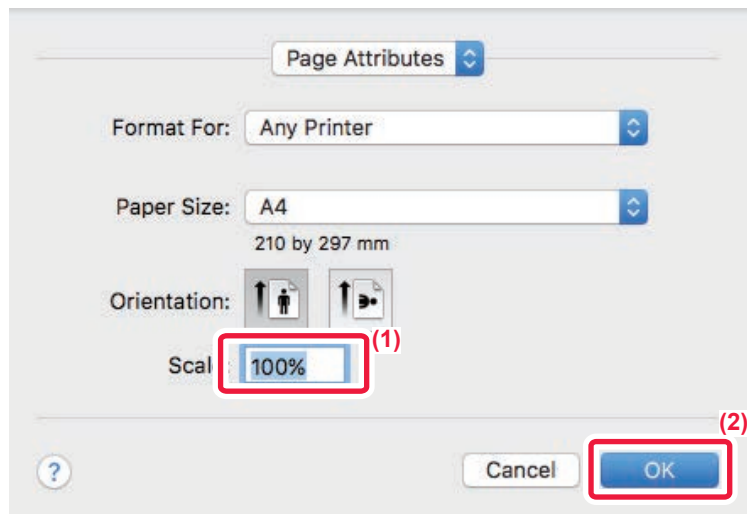 Page Attributes
Format For: Any Printer
Paper Size: A4
210 by 297 mm
Orientation:
(1)
Scal : 100%
(2)
? Cancel OK